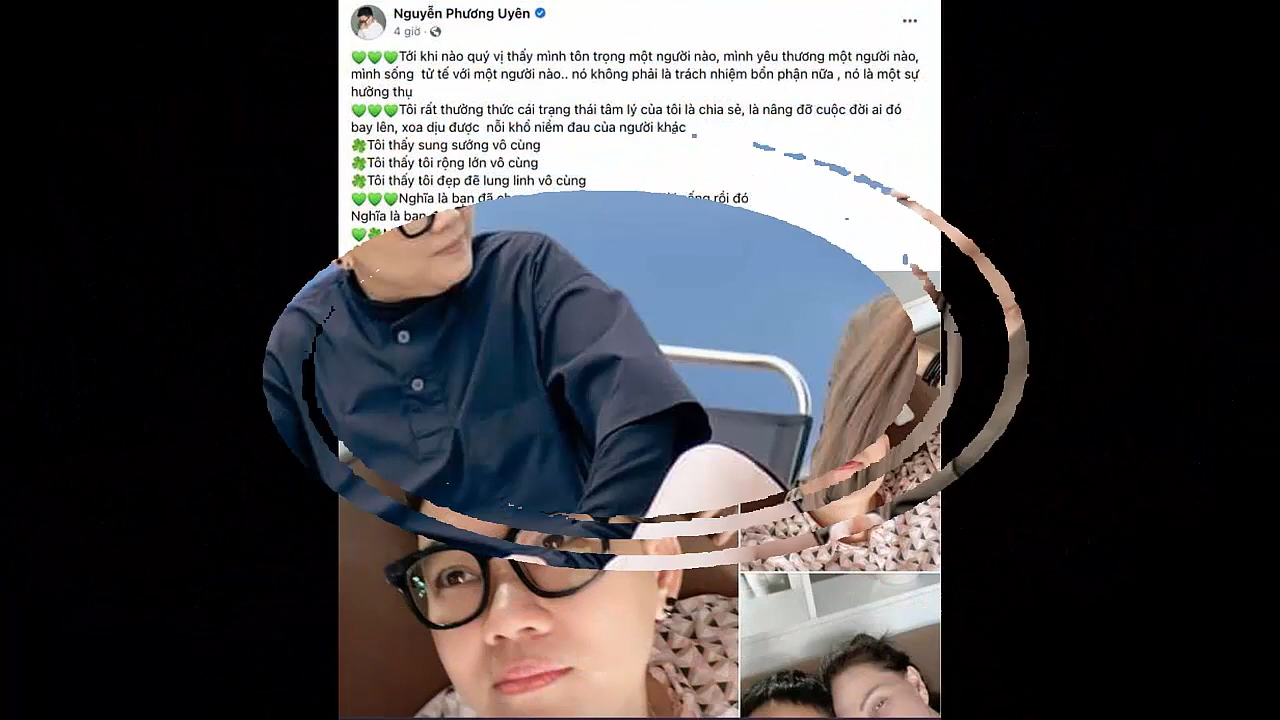 Nguyễn Phương Uyên
4 giờ ·
💚💚💚Tới khi nào quý vị thấy mình tôn trọng một người nào, mình yêu thương một người nào,
mình sống tử tế với một người nào.. nó không phải là trách nhiệm bổn phận nữa , nó là một sự
hưởng thụ
💚💚💚Tôi rất thưởng thức cái trạng thái tâm lý của tôi là chia sẻ, là nâng đỡ cuộc đời ai đó
bay lên, xoa dịu được nỗi khổ niềm đau của người khác
🍀Tôi thấy sung sướng vô cùng
🍀Tôi thấy tôi rộng lớn vô cùng
🍀Tôi thấy tôi đẹp đẽ lung linh vô cùng
💚💚💚Nghĩa là bạn đã rồi đó
Nghĩa là bạn